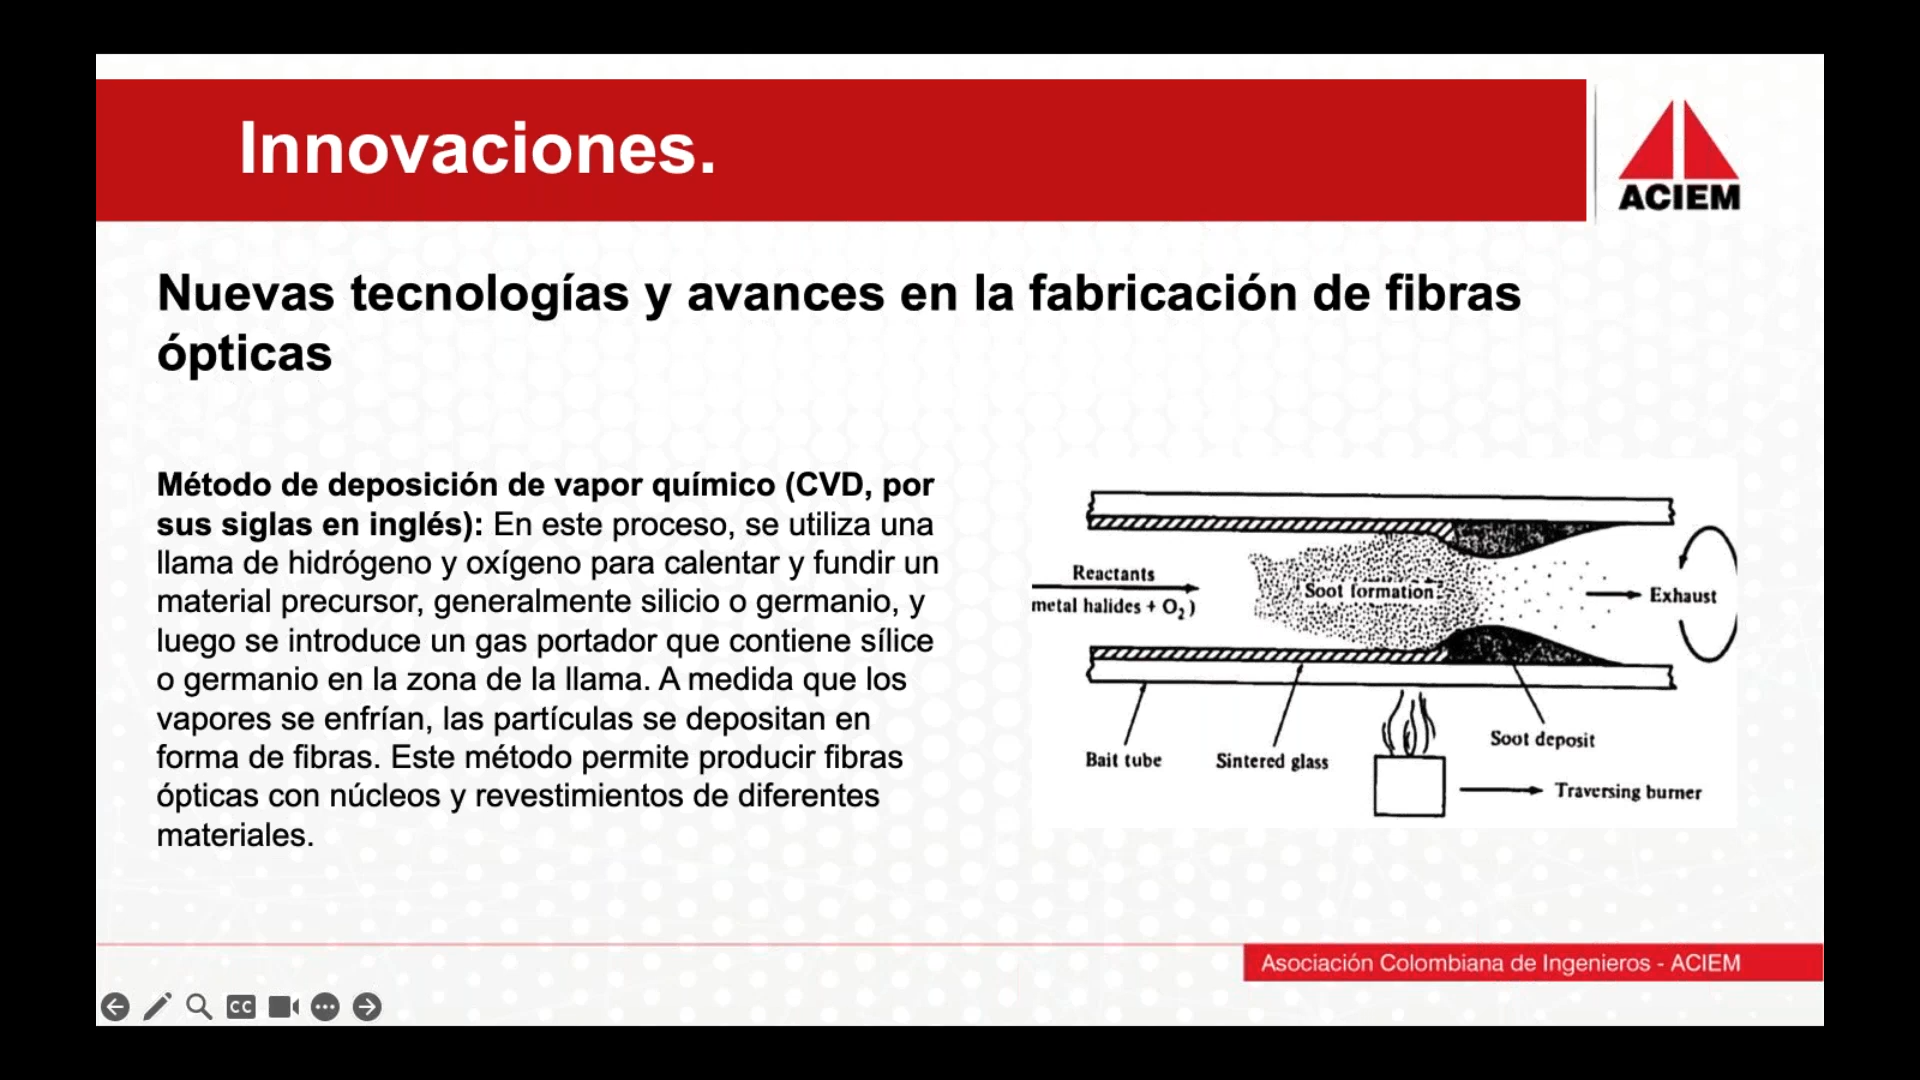 Innovaciones.
ACIEM
Nuevas tecnologías y avances en la fabricación de fibras
ópticas
Método de deposición de vapor químico (CVD, por
sus siglas en inglés): En este proceso, se utiliza una
llama de hidrógeno y oxígeno para calentar y fundir un
material precursor, generalmente silicio o germanio, y
luego se introduce un gas portador que contiene sílice
o germanio en la zona de la llama. A medida que los
vapores se enfrían, las partículas se depositan en
forma de fibras. Este método permite producir fibras
ópticas con núcleos y revestimientos de diferentes
materiales.
Reactants
metal halides + O₂ )
Soot formation
Exhaust
Soot deposit
Bait tube
Sintered glass
Traversing burner
Asociación Colombiana de Ingenieros - ACIEM
CC